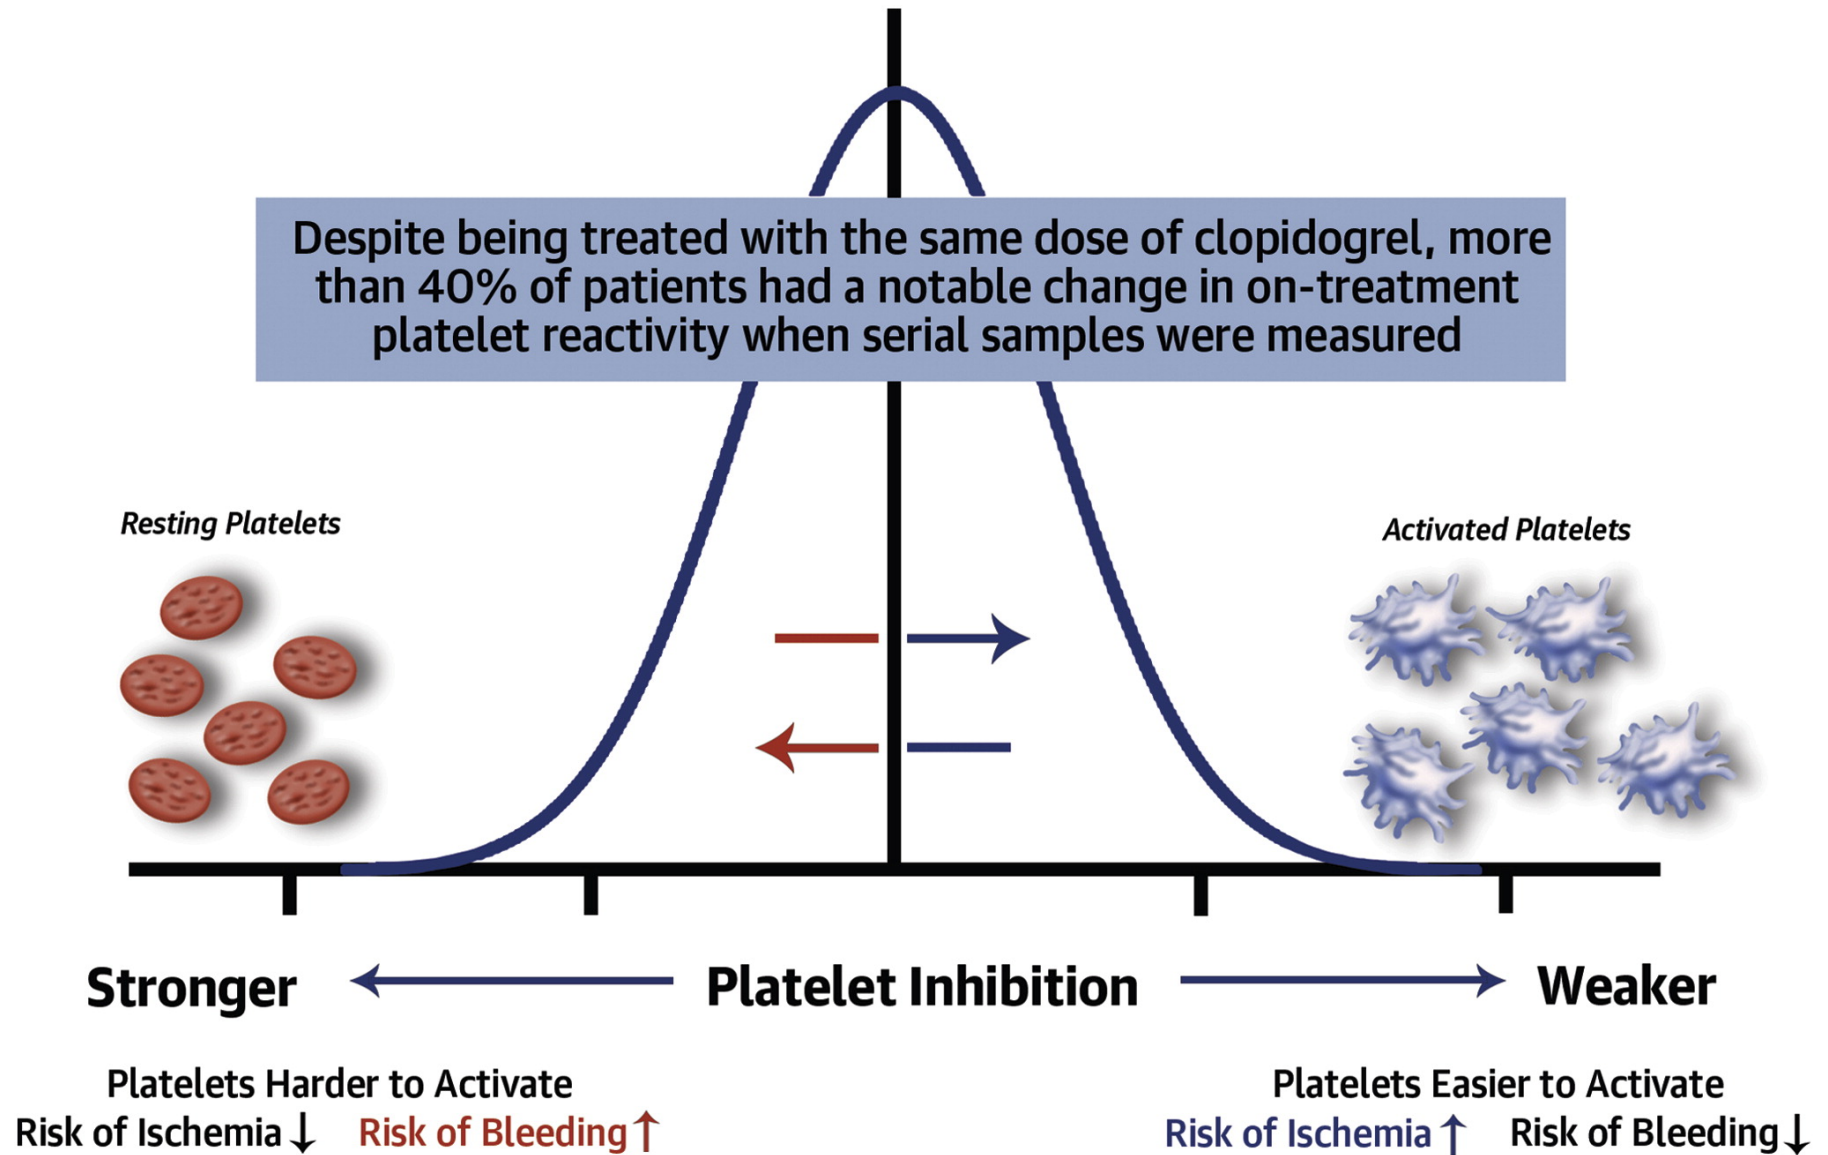 Despite being treated with the same dose of clopidogrel, more
than 40% of patients had a notable change in on-treatment
platelet reactivity when serial samples were measured
Resting Platelets
Activated Platelets
Stronger
Platelet Inhibition
Weaker
Platelets Harder to Activate
Risk of Ischemia↓ Risk of Bleeding↑
Platelets Easier to Activate
Risk of Ischemia↑ Risk of Bleeding↓